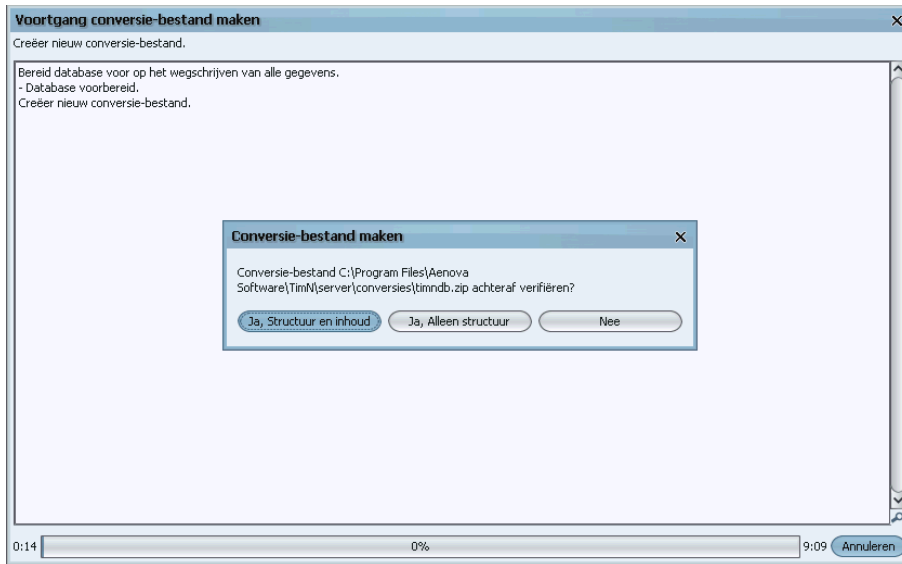 Voortgang conversie-bestand maken
Creëer nieuw conversie-bestand.
Bereid database voor op het wegschrijven van alle gegevens.
- Database voorbereid.
Creëer nieuw conversie-bestand.
Conversie-bestand maken
Conversie-bestand C:\Program Files\Aenova
Software\TimN\server\conversies\timndb.zip achteraf verifiëren?
Ja, Structuur en inhoud
Ja, Alleen structuur
Nee
0:14
0%
9:09
Annuleren